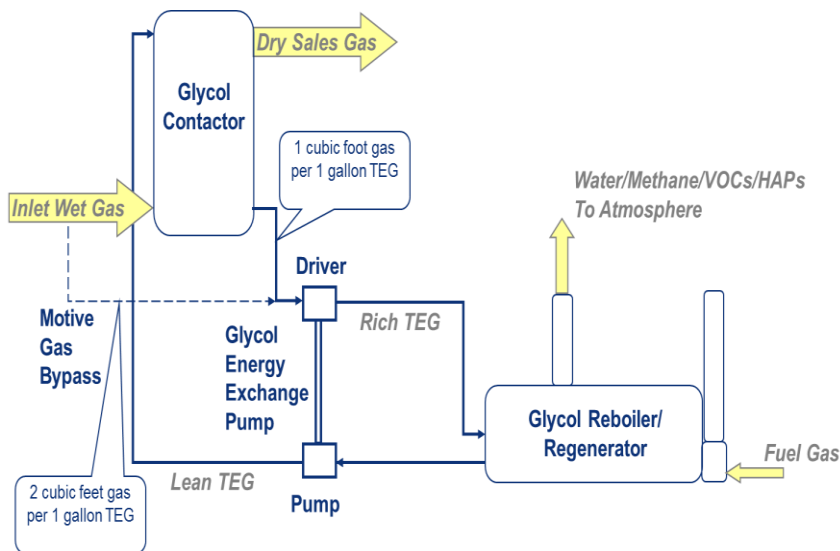 Dry Sales Gas
Glycol
Contactor
1 cubic foot gas
per 1 gallon TEG
Water/Methane/VOCs/HAPs
To Atmosphere
Inlet Wet Gas
Driver
Rich TEG
Motive
Gas
Bypass
Glycol
Energy
Exchange
Pump
Glycol Reboiler/
Regenerator
Fuel Gas
Lean TEG
Pump
2 cubic feet gas
per 1 gallon TEG